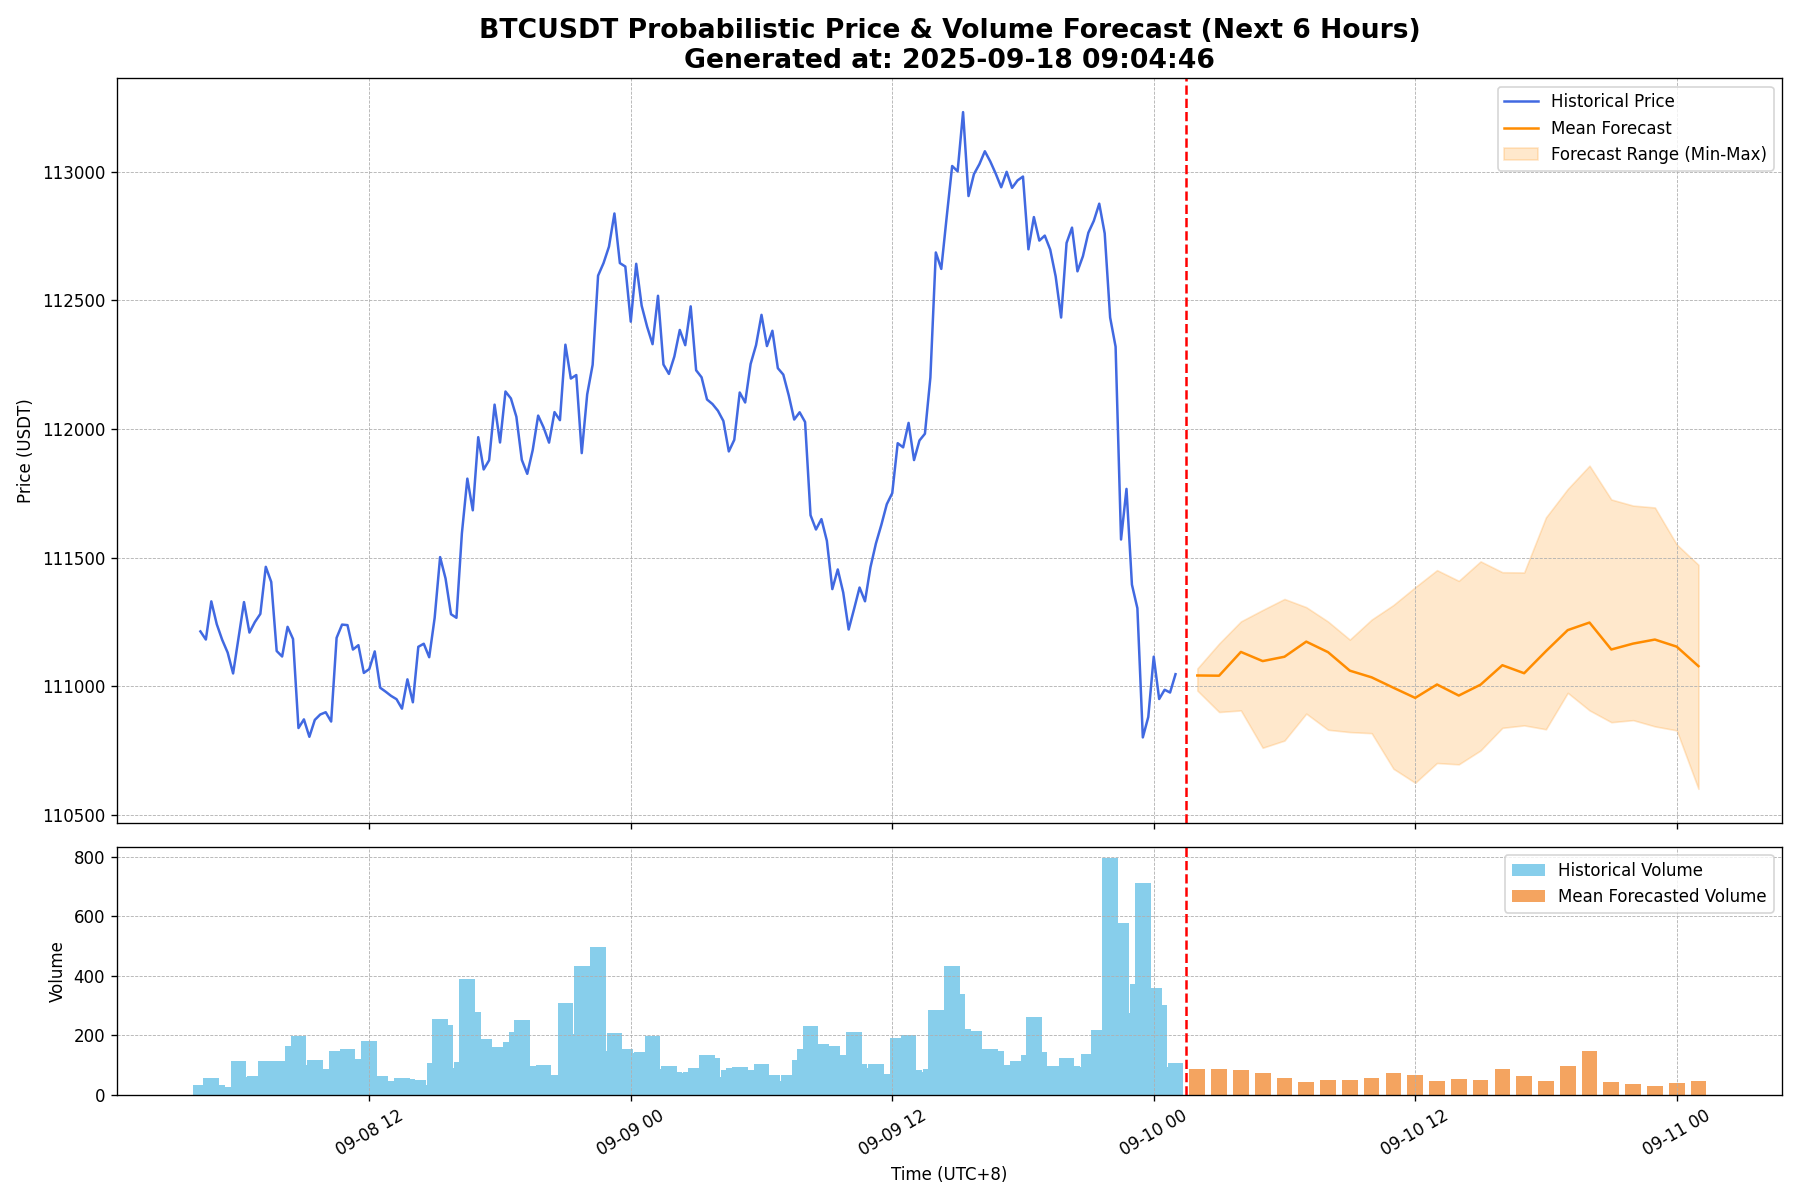 BTCUSDT Probabilistic Price & Volume Forecast (Next 6 Hours)
Generated at: 2025-09-18 09:04:46
Historical Price
Mean Forecast
Forecast Range (Min-Max)
113000
112500
112000
111500
111000
110500
Price (USDT)
Historical Volume
Mean Forecasted Volume
800
600
400
200
0
Volume
09-08 12
09-09 00
09-09 12
09-10 00
09-10 12
09-11 00
Time (UTC+8)